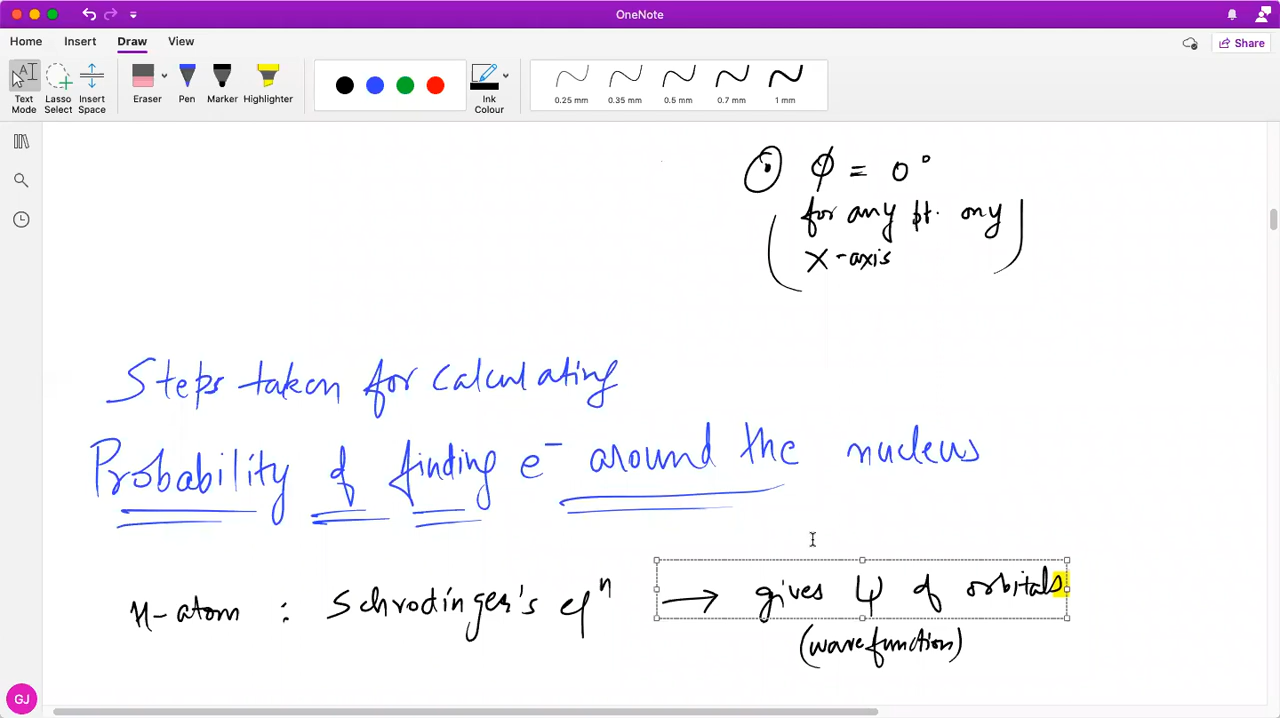 OneNote
Home Insert Draw View
Share
Text Mode
Lasso Select
Insert Space
Eraser
Pen
Marker
Highlighter
Ink Colour
0.25 mm 0.35 mm 0.5 mm 0.7 mm 1 mm
ϕ = 0°
(for any pt. ony
X-axis)
Steps taken for calculating
Probability of finding e⁻ around the nucleus
H-atom : Schrodinger's eqⁿ → gives ψ of orbitals
(wavefunction)
GJ